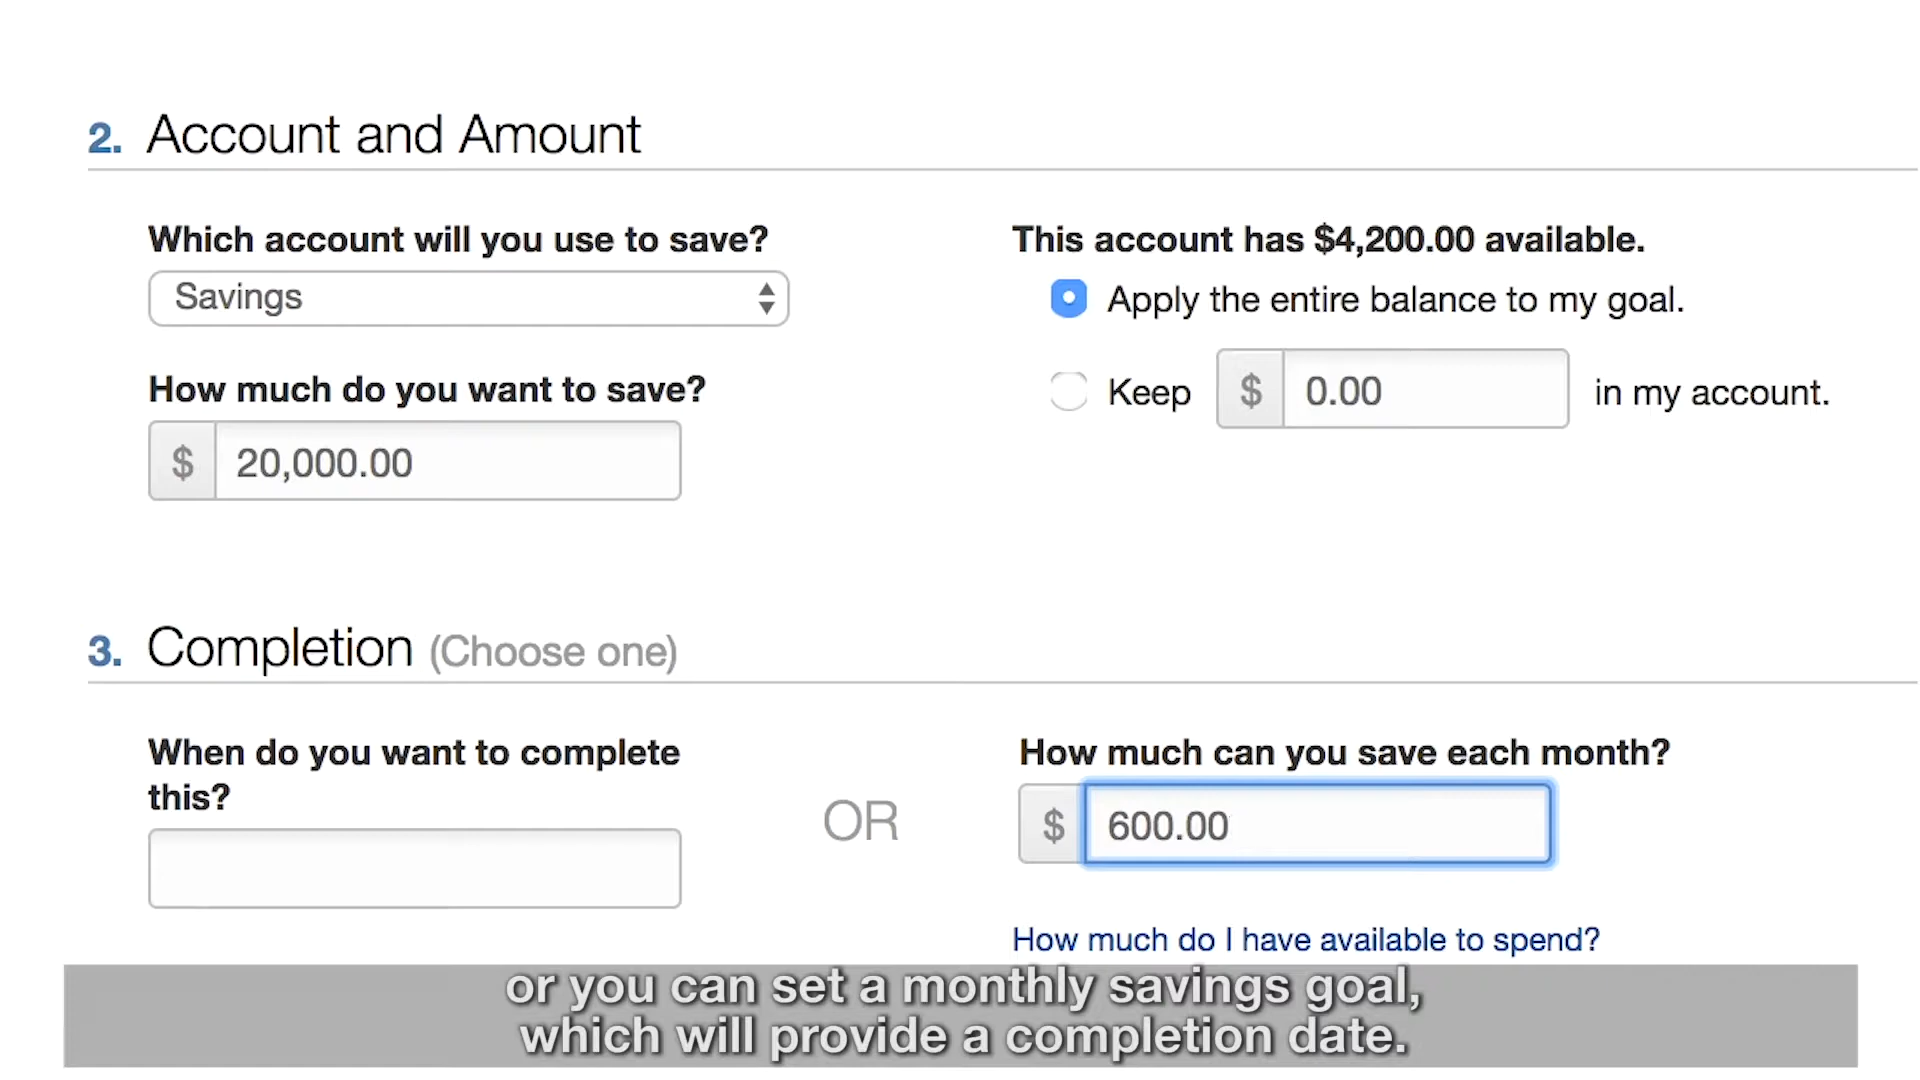 2. Account and Amount
Which account will you use to save?
Savings
How much do you want to save?
$ 20,000.00
This account has $4,200.00 available.
Apply the entire balance to my goal.
Keep $ 0.00 in my account.
3. Completion (Choose one)
When do you want to complete
this?
OR
How much can you save each month?
$ 600.00
How much do I have available to spend?
or you can set a monthly savings goal,
which will provide a completion date.